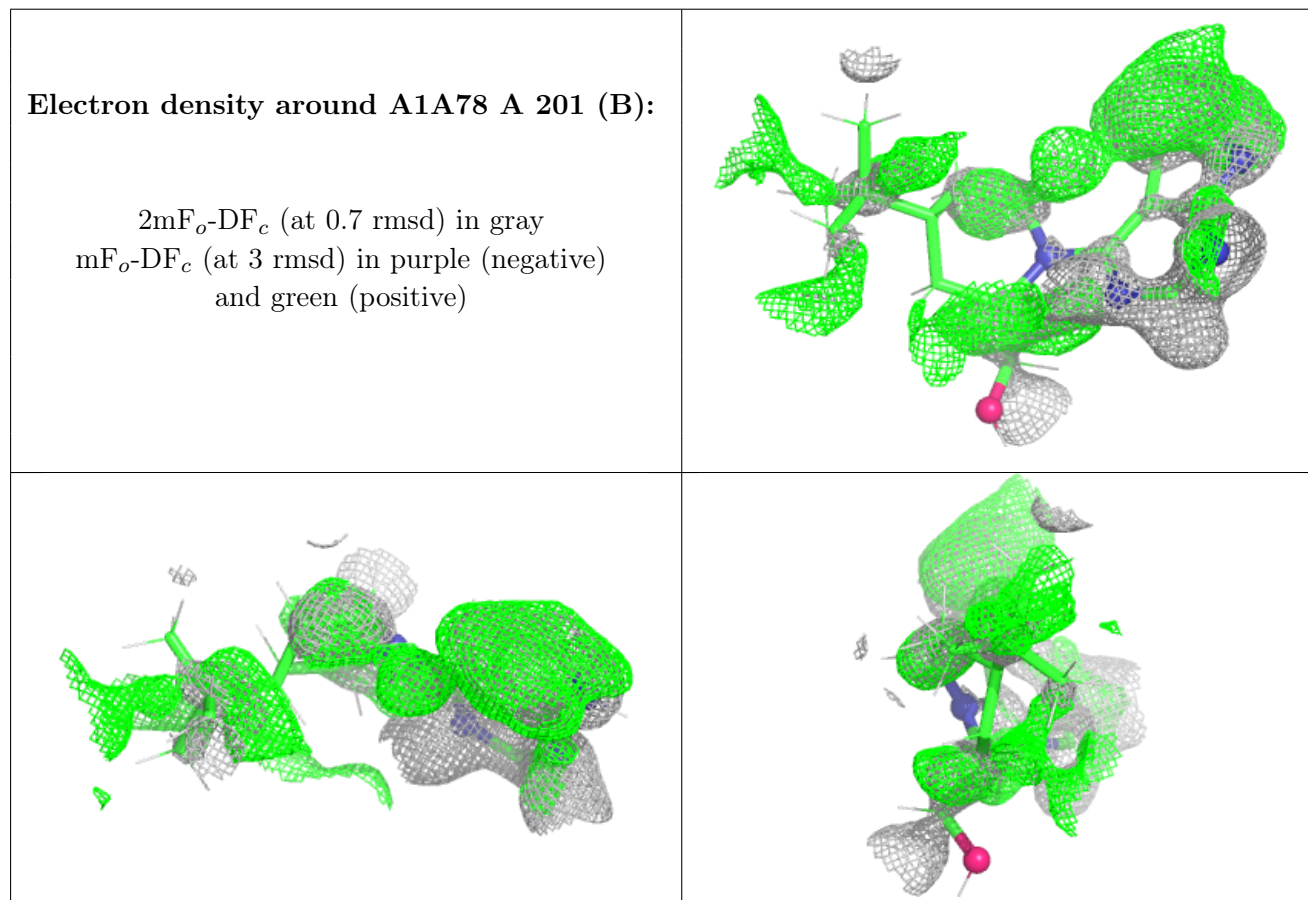 Electron density around A1A78 A 201 (B):
2mFo-DFc (at 0.7 rmsd) in gray
mFo-DFc (at 3 rmsd) in purple (negative)
and green (positive)